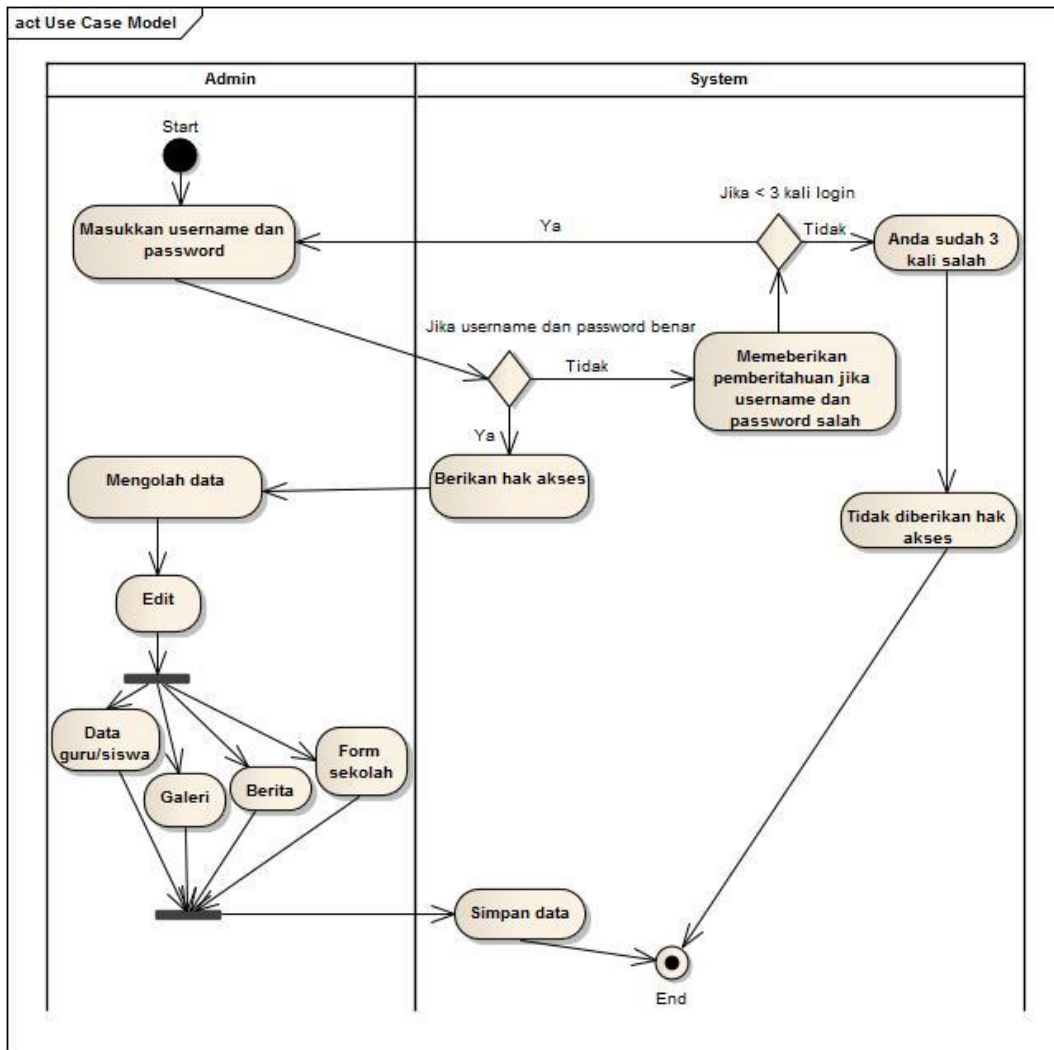 act Use Case Model
Admin
System
Start
Masukkan username dan
password
Ya
Jika < 3 kali login
Tidak
Anda sudah 3
kali salah
Jika username dan password benar
Tidak
Memeberikan
pemberitahuan jika
username dan
password salah
Ya
Berikan hak akses
Mengolah data
Tidak diberikan hak
akses
Edit
Data
guru/siswa
Galeri
Berita
Form
sekolah
Simpan data
End